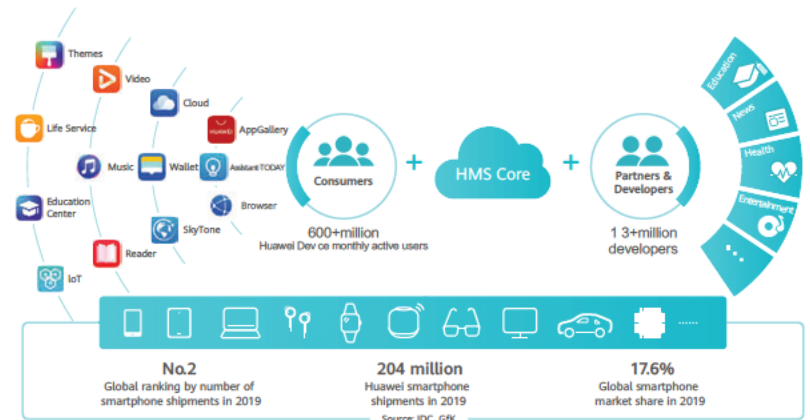 Themes
Video
Cloud
AppGallery
HUAWEI
Life Service
Music
Wallet
Assistant·TODAY
Education
Center
SkyTone
Browser
Reader
IoT
Consumers
600+million
Huawei Dev ce monthly active users
+
HMS Core
+
Partners &
Developers
1 3+million
developers
Education
News
Health
Entertainment
...
......
No.2
Global ranking by number of
smartphone shipments in 2019
204 million
Huawei smartphone
shipments in 2019
17.6%
Global smartphone
market share in 2019
Source: IDC, GfK